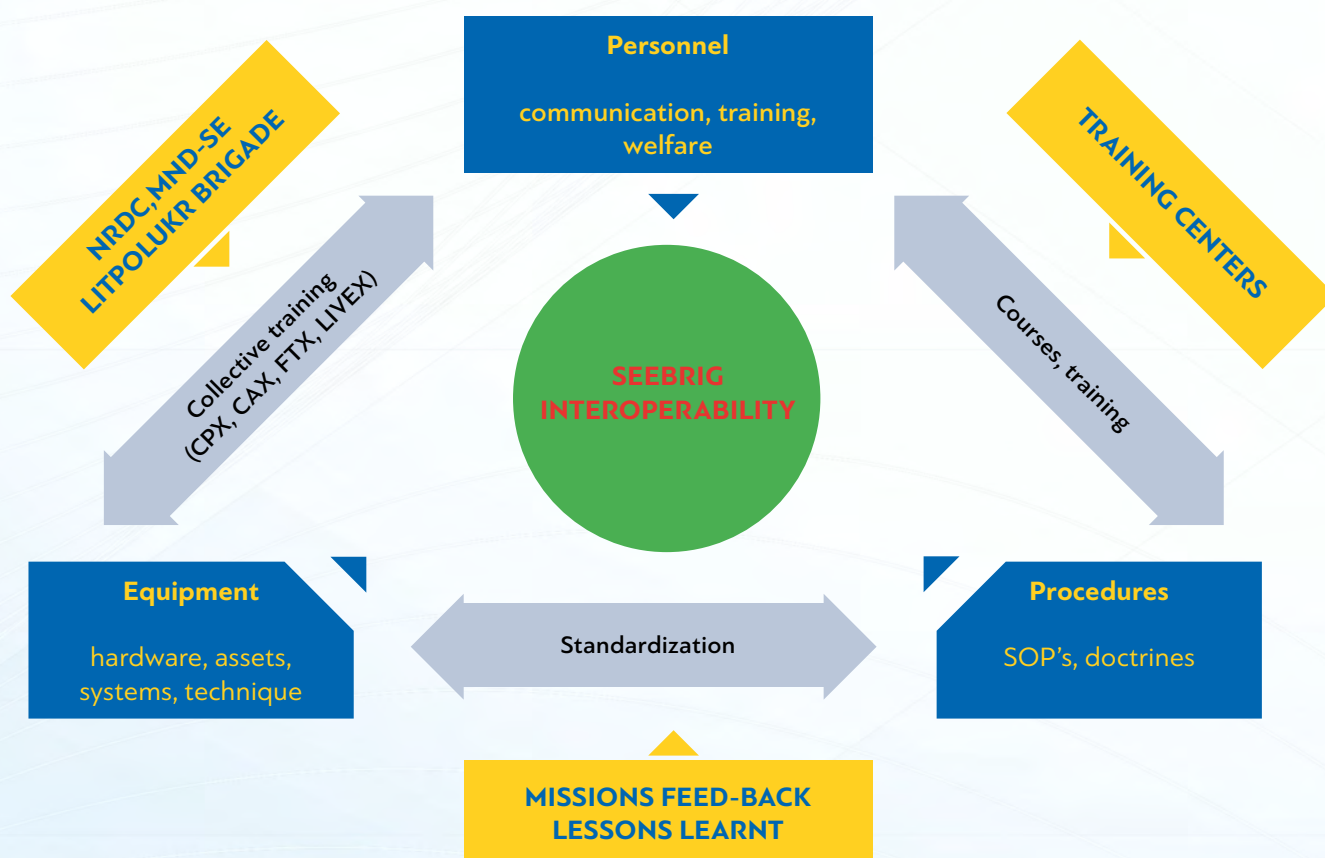 Personnel
communication, training,
welfare
NRDC,MND-SE
LITPOLUKR BRIGADE
TRAINING CENTERS
Collective training
(CPX, CAX, FTX, LIVEX)
Courses, training
SEEBRIG
INTEROPERABILITY
Equipment
hardware, assets,
systems, technique
Standardization
Procedures
SOP's, doctrines
MISSIONS FEED-BACK
LESSONS LEARNT